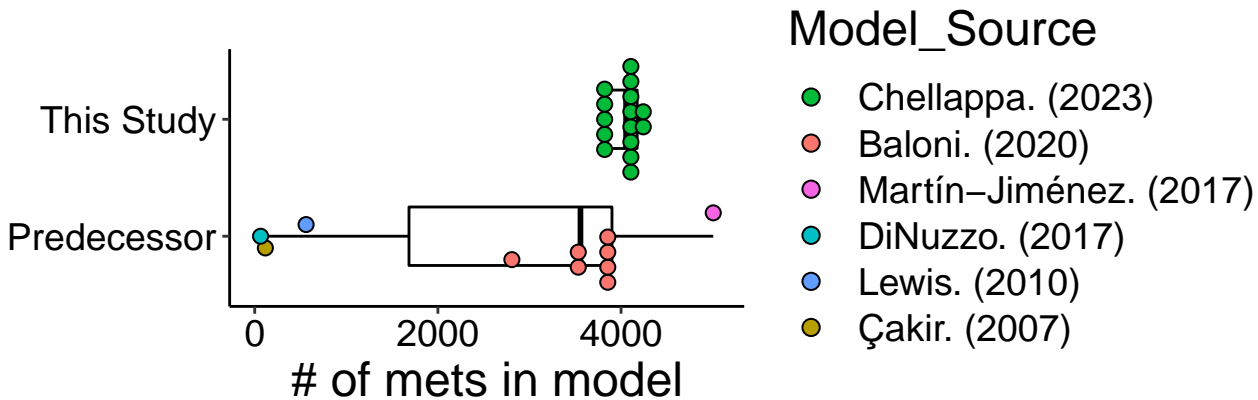 This Study
Predecessor
0 2000 4000
# of mets in model
Model_Source
Chellappa. (2023)
Baloni. (2020)
Martín−Jiménez. (2017)
DiNuzzo. (2017)
Lewis. (2010)
Çakir. (2007)